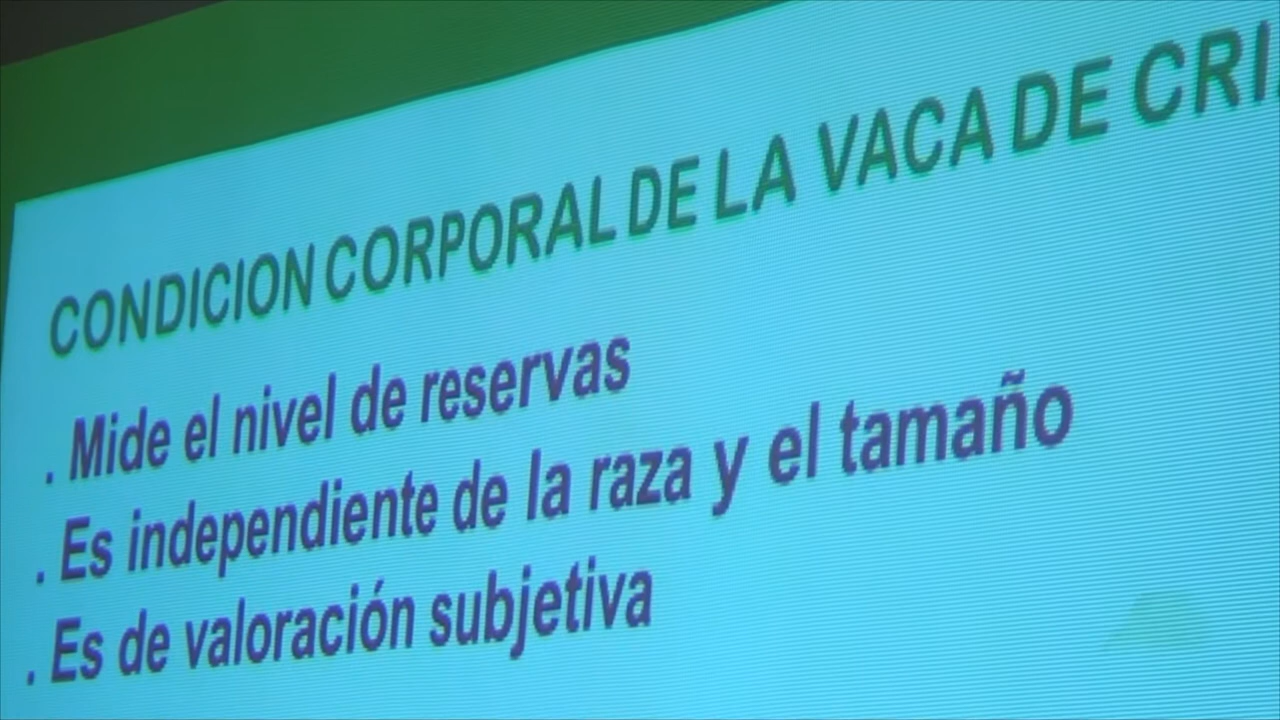 CONDICION CORPORAL DE LA VACA DE
. Mide el nivel de reservas
. Es independiente de la raza y el tamaño
. Es de valoración subjetiva